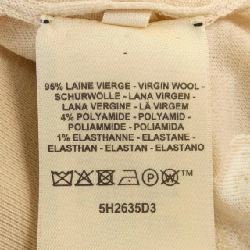 95% LAINE VIERGE - VIRGIN WOOL -
SCHURWOLLE - LANA VIRGEN -
LANA VERGINE - LÃ VIRGEM
4% POLYAMIDE - POLYAMID -
POLIAMMIDE - POLIAMIDA
1% ELASTHANNE - ELASTANE -
ELASTHAN - ELASTAN - ELASTANO
5H2635D3